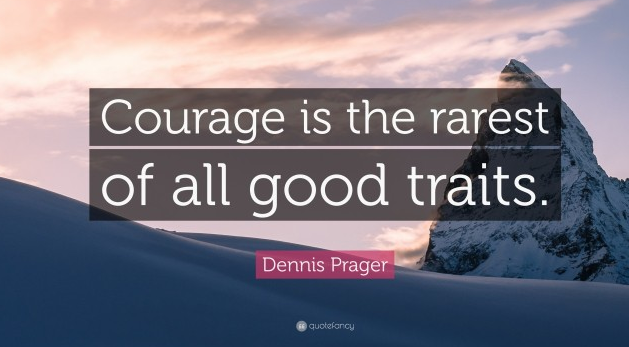 Courage is the rarest
of all good traits.
Dennis Prager
quotefancy